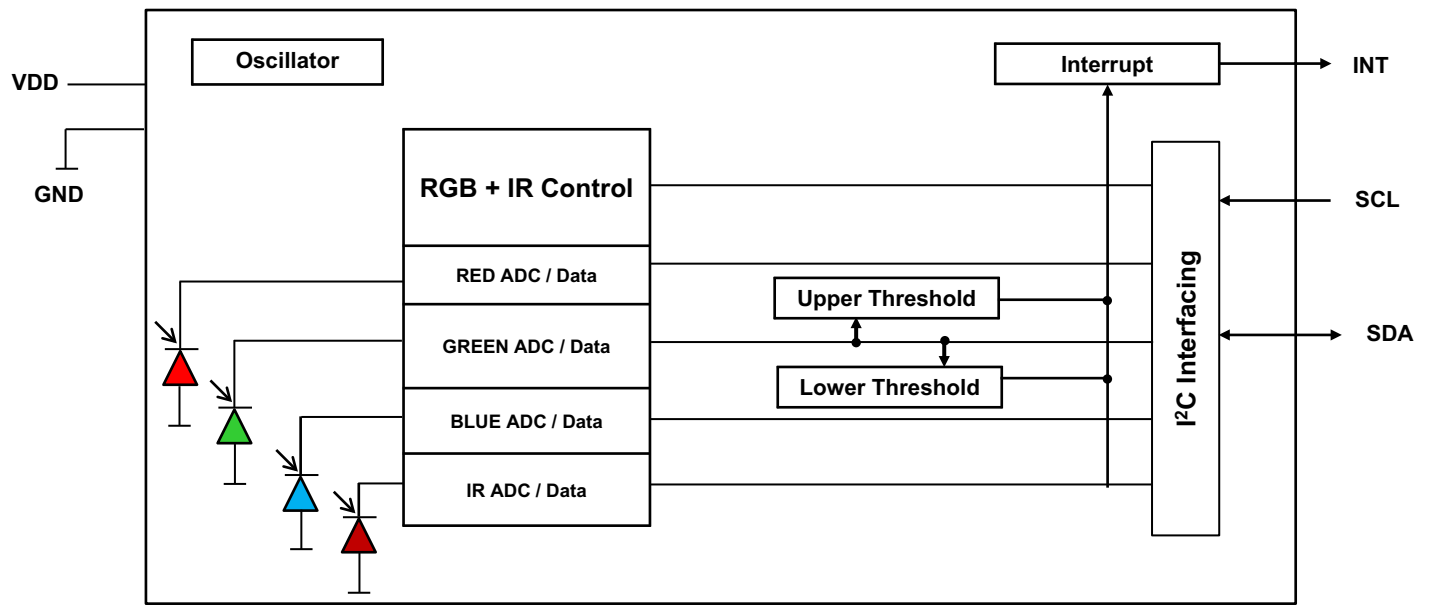 Oscillator
Interrupt
INT
VDD
GND
RGB + IR Control
SCL
RED ADC / Data
Upper Threshold
GREEN ADC / Data
SDA
Lower Threshold
BLUE ADC / Data
IR ADC / Data
I²C Interfacing